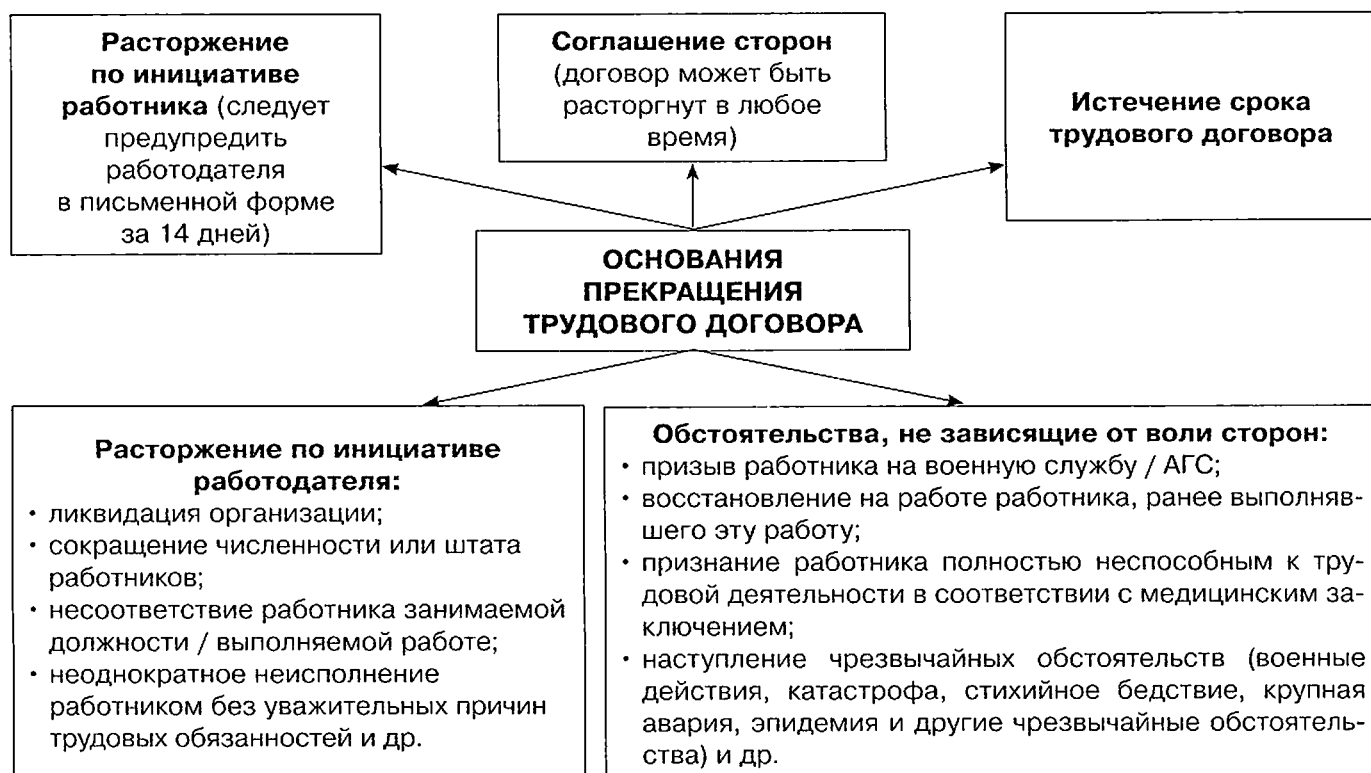 Расторжение
по инициативе
работника (следует
предупредить
работодателя
в письменной форме
за 14 дней)
Соглашение сторон
(договор может быть
расторгнут в любое
время)
Истечение срока
трудового договора
ОСНОВАНИЯ
ПРЕКРАЩЕНИЯ
ТРУДОВОГО ДОГОВОРА
Расторжение по инициативе
работодателя:
• ликвидация организации;
• сокращение численности или штата
работников;
• несоответствие работника занимаемой
должности / выполняемой работе;
• неоднократное неисполнение
работником без уважительных причин
трудовых обязанностей и др.
Обстоятельства, не зависящие от воли сторон:
• призыв работника на военную службу / АГС;
• восстановление на работе работника, ранее выполняв-
шего эту работу;
• признание работника полностью неспособным к тру-
довой деятельности в соответствии с медицинским за-
ключением;
• наступление чрезвычайных обстоятельств (военные
действия, катастрофа, стихийное бедствие, крупная
авария, эпидемия и другие чрезвычайные обстоятель-
ства) и др.